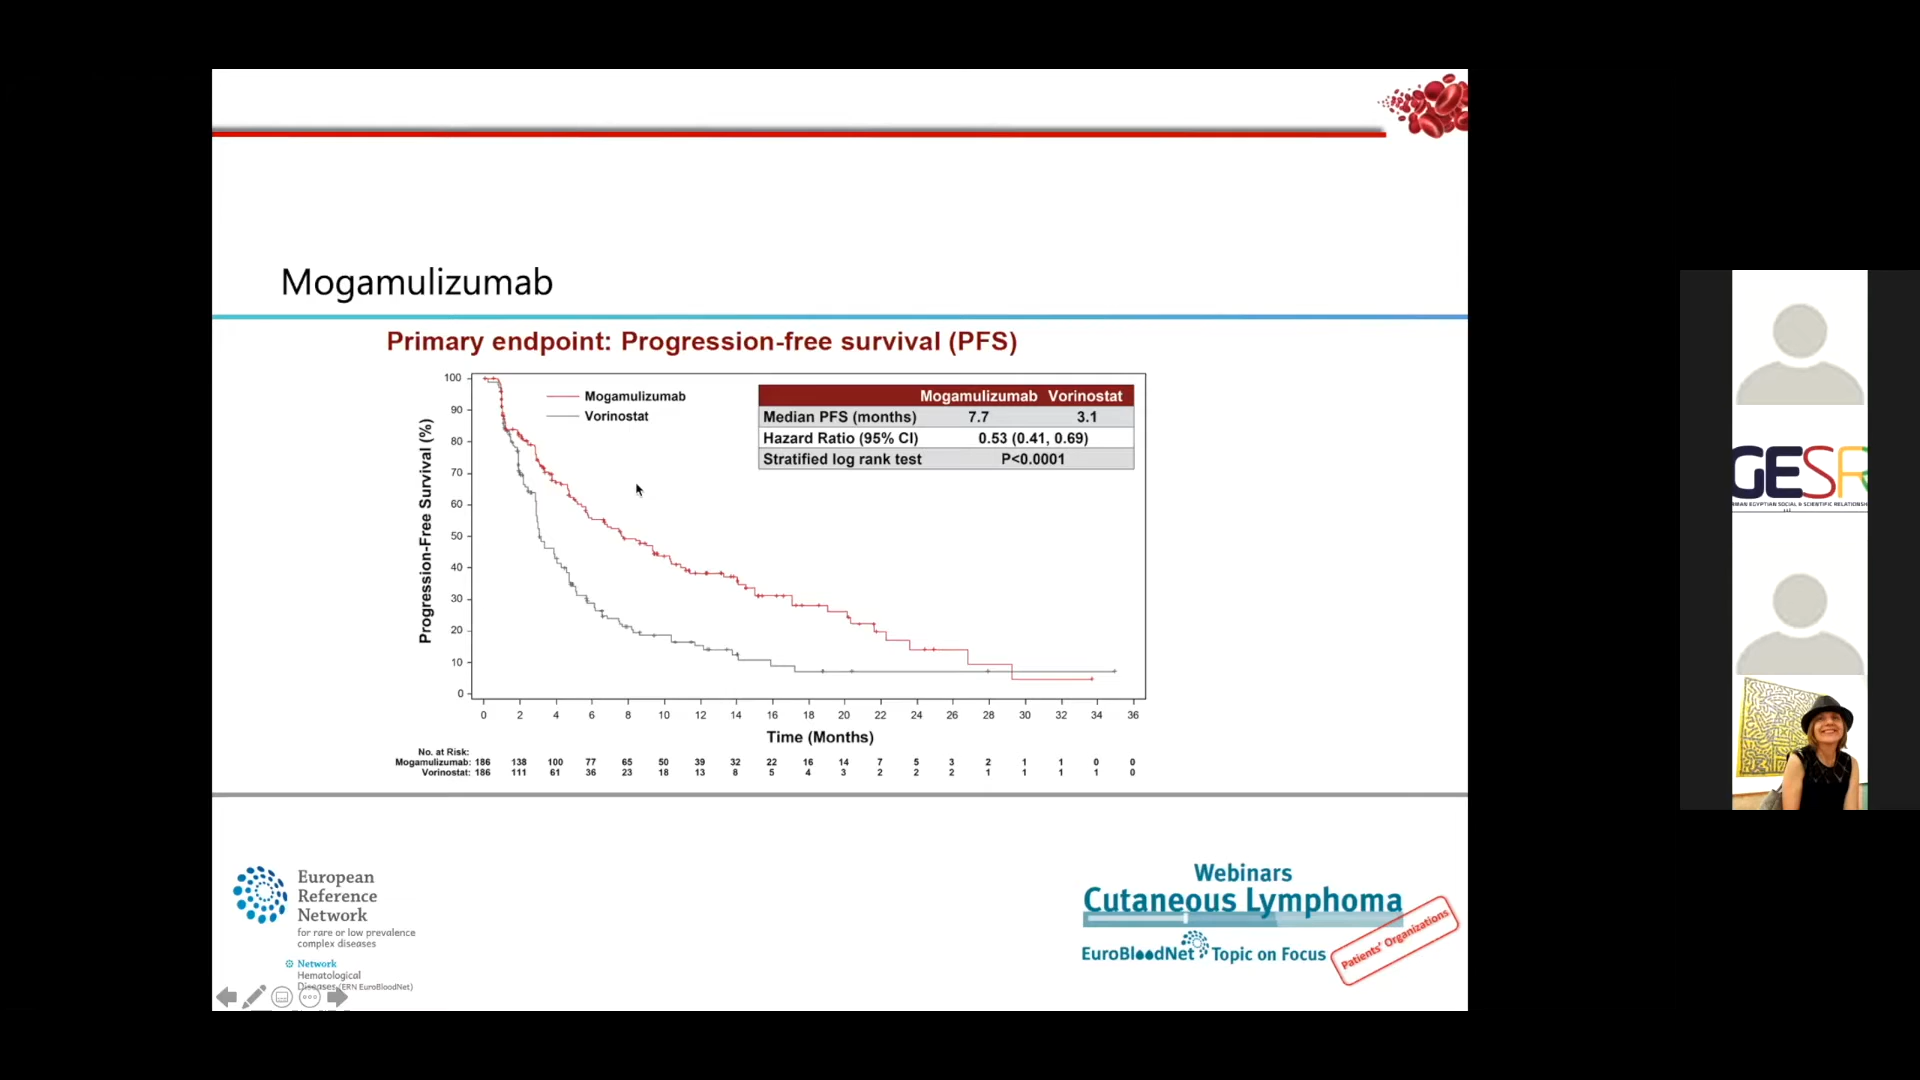 Mogamulizumab
Primary endpoint: Progression-free survival (PFS)
Progression-Free Survival (%)
100
90
80
70
60
50
40
30
20
10
0
Mogamulizumab
Vorinostat
Mogamulizumab Vorinostat
Median PFS (months) 7.7 3.1
Hazard Ratio (95% CI) 0.53 (0.41, 0.69)
Stratified log rank test P<0.0001
0 2 4 6 8 10 12 14 16 18 20 22 24 26 28 30 32 34 36
Time (Months)
No. at Risk:
Mogamulizumab: 186 138 100 77 65 50 39 32 22 16 14 7 5 3 2 1 1 0 0
Vorinostat: 186 111 61 36 23 18 13 8 5 4 3 2 2 2 1 1 1 1 0
European
Reference
Network
for rare or low prevalence
complex diseases
Network
Hematological
Diseases (ERN EuroBloodNet)
Webinars
Cutaneous Lymphoma
EuroBloodNet Topic on Focus
Patients' Organizations
GESR
EGYPTIAN SOCIAL & SCIENTIFIC